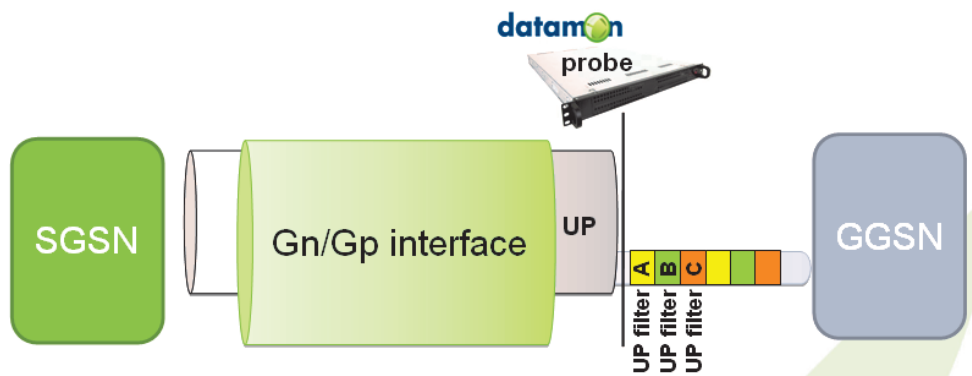 datamon
probe
SGSN
Gn/Gp interface
UP
GGSN
A
B
C
UP filter
UP filter
UP filter